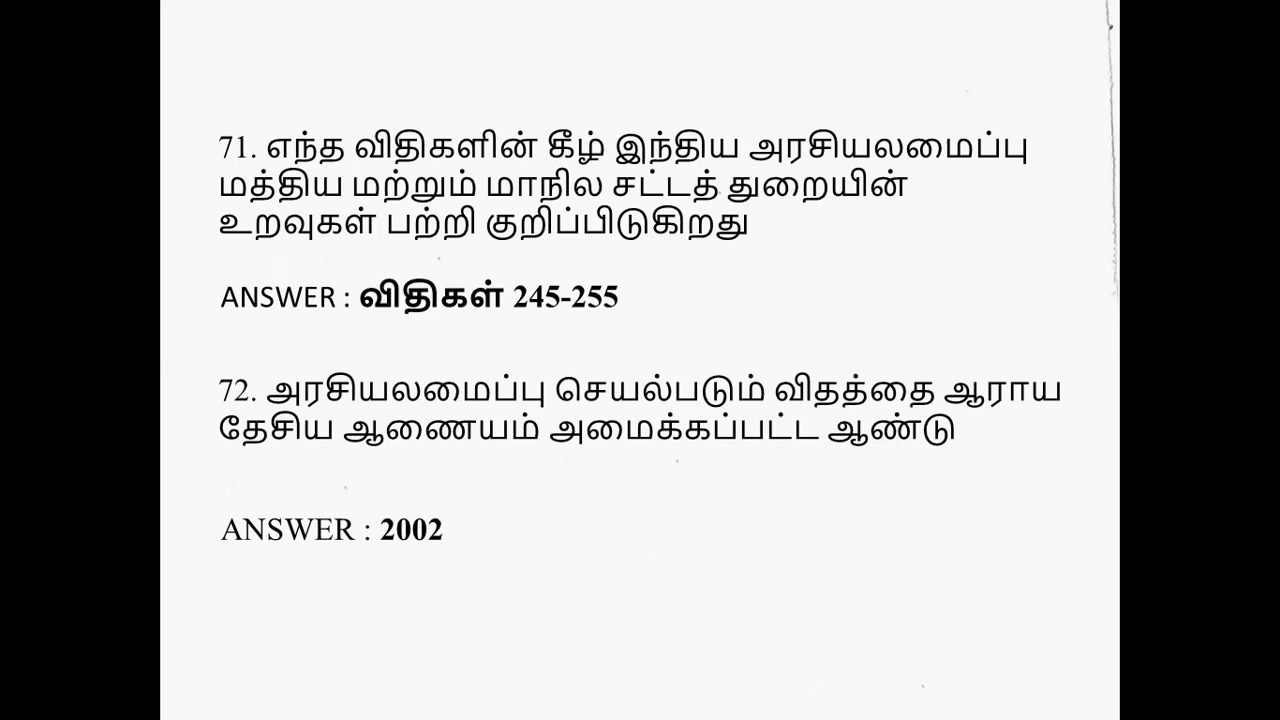 71. எந்த விதிகளின் கீழ் இந்திய அரசியலமைப்பு
மத்திய மற்றும் மாநில சட்டத் துறையின்
உறவுகள் பற்றி குறிப்பிடுகிறது
ANSWER : விதிகள் 245-255
72. அரசியலமைப்பு செயல்படும் விதத்தை ஆராய
தேசிய ஆணையம் அமைக்கப்பட்ட ஆண்டு
ANSWER : 2002